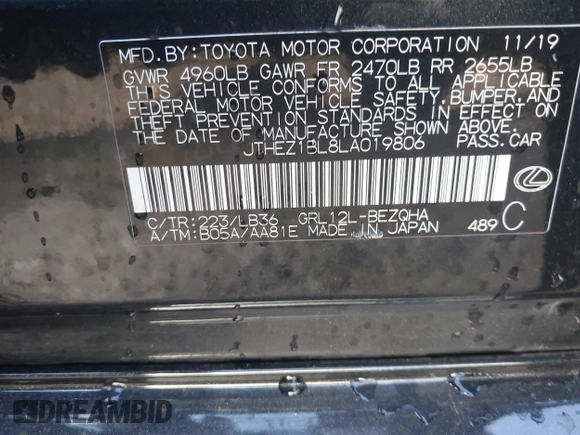 MFD.BY:TOYOTA MOTOR CORPORATION 11/19
GVWR 4960LB GAWR FR 2470LB RR 2655LB
THIS VEHICLE CONFORMS TO ALL APPLICABLE
FEDERAL MOTOR VEHICLE SAFETY,BUMPER,AND
THEFT PREVENTION STANDARDS IN EFFECT ON
THE DATE OF MANUFACTURE SHOWN ABOVE.
JTHEZ1BL8LA019806 PASS.CAR
C/TR:223/LB36 GRL12L-BEZQHA
A/TM:B05A/AA81E MADE IN JAPAN 489 C
DREAMBID